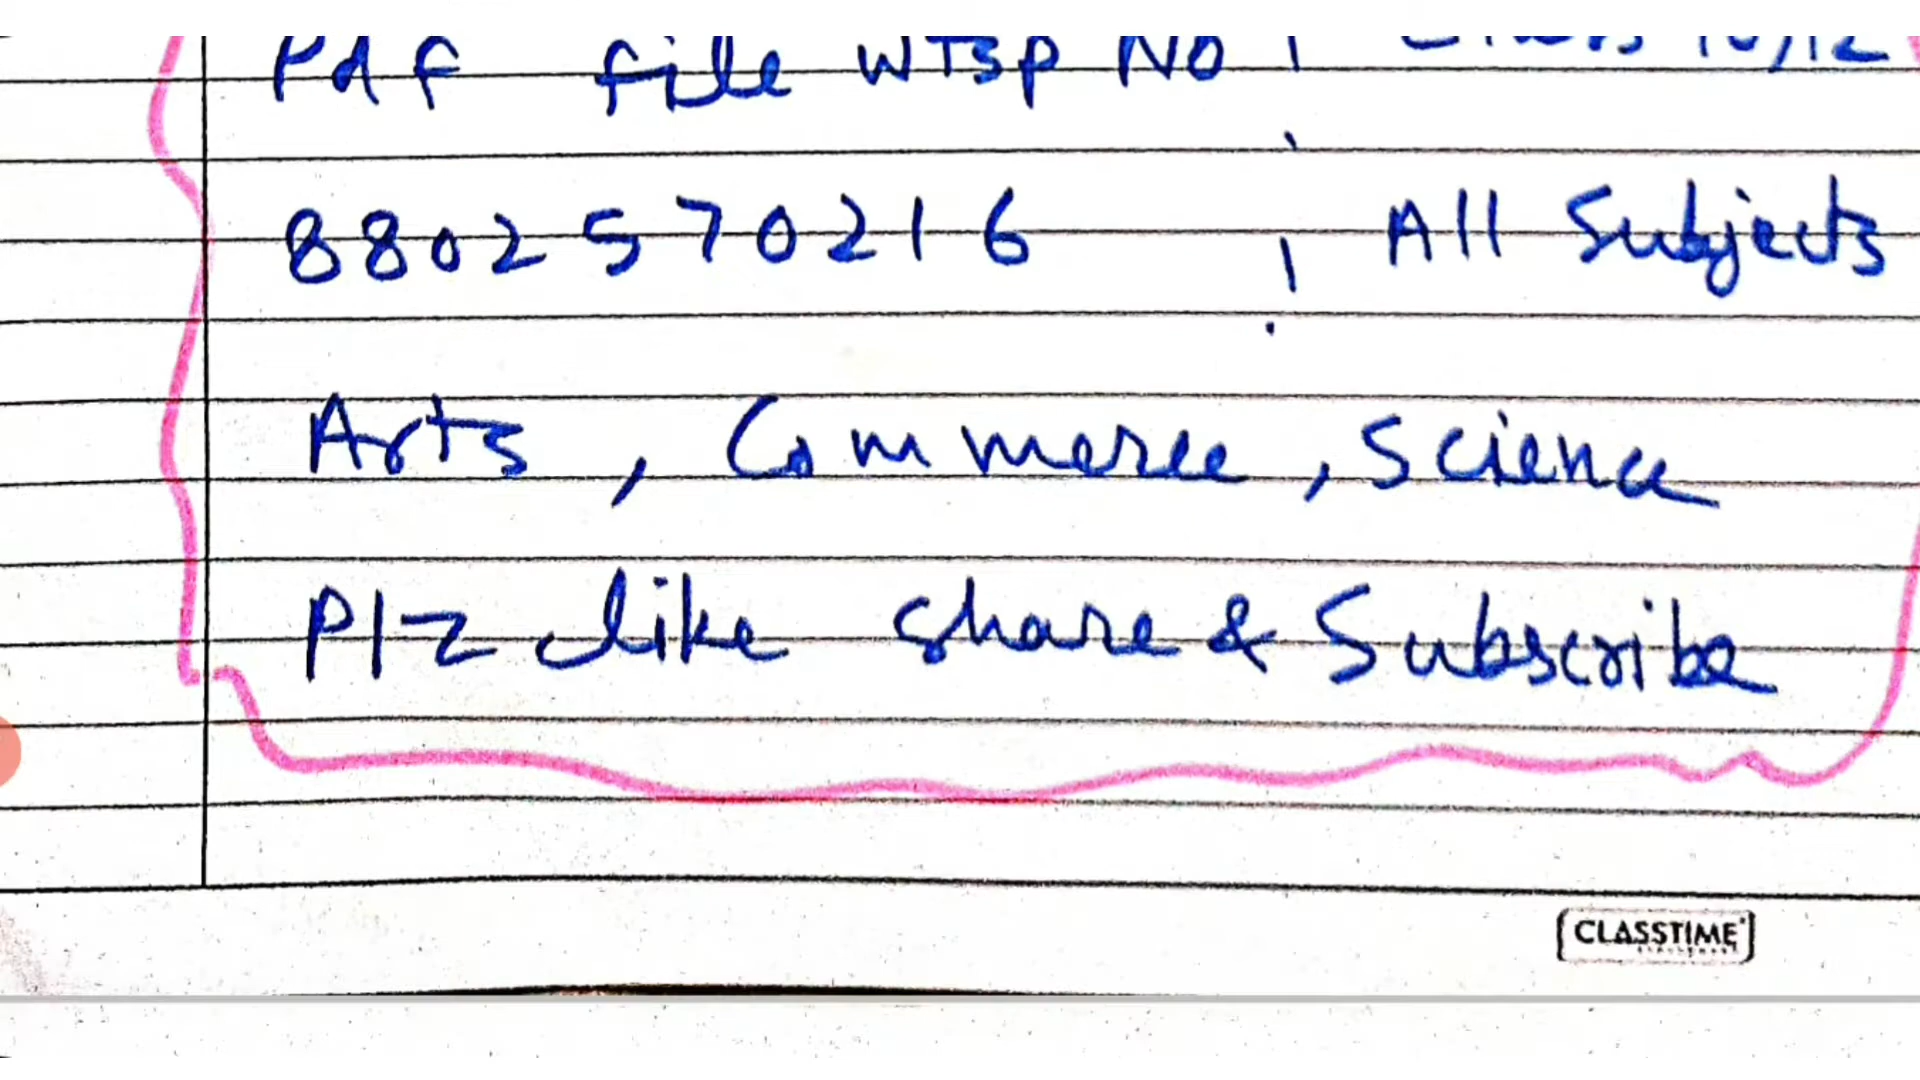 Pdf file WTSP NO
8802570216 All Subjects
Arts, Commerce, Science
Plz like share & Subscribe
CLASSTIME